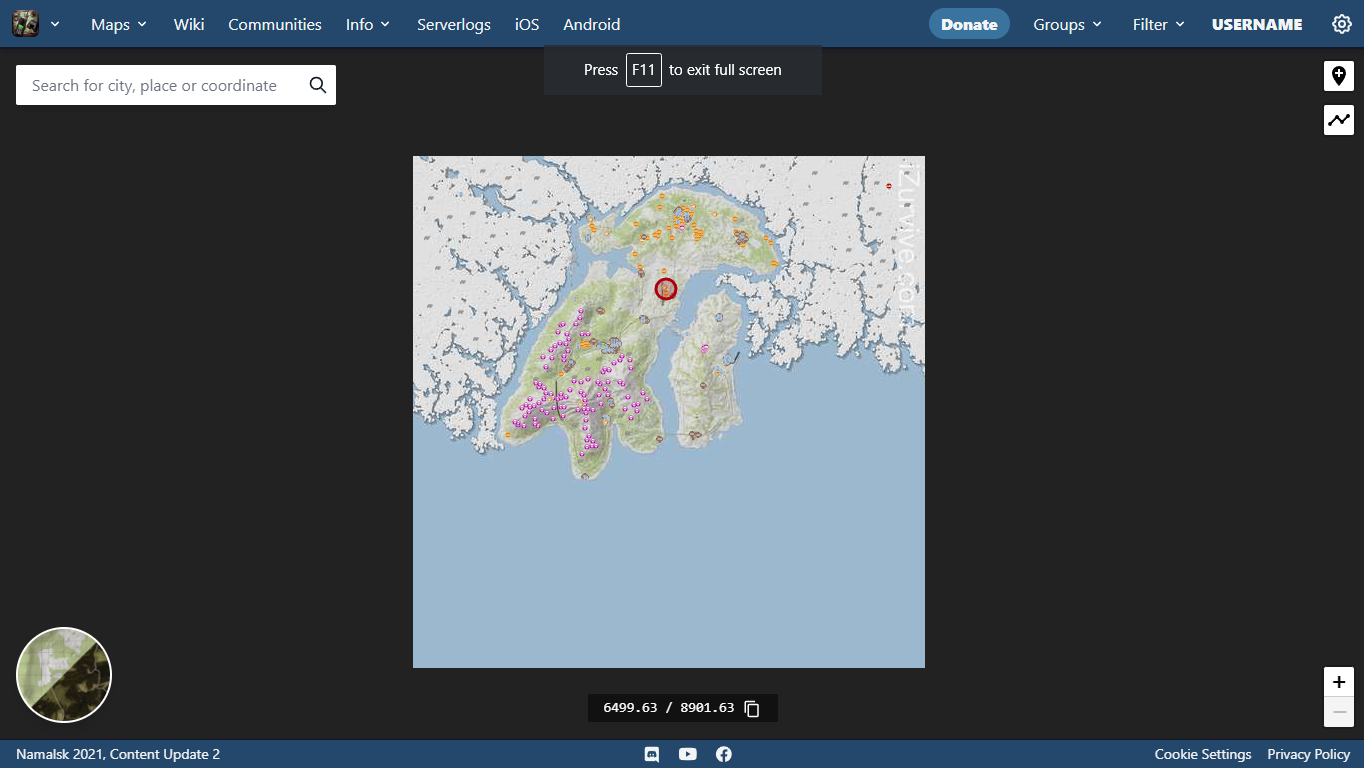 Maps Wiki Communities Info Serverlogs iOS Android Donate Groups Filter USERNAME
Press F11 to exit full screen
Search for city, place or coordinate
iZurvive.com
6499.63 / 8901.63
Namalsk 2021, Content Update 2 Cookie Settings Privacy Policy